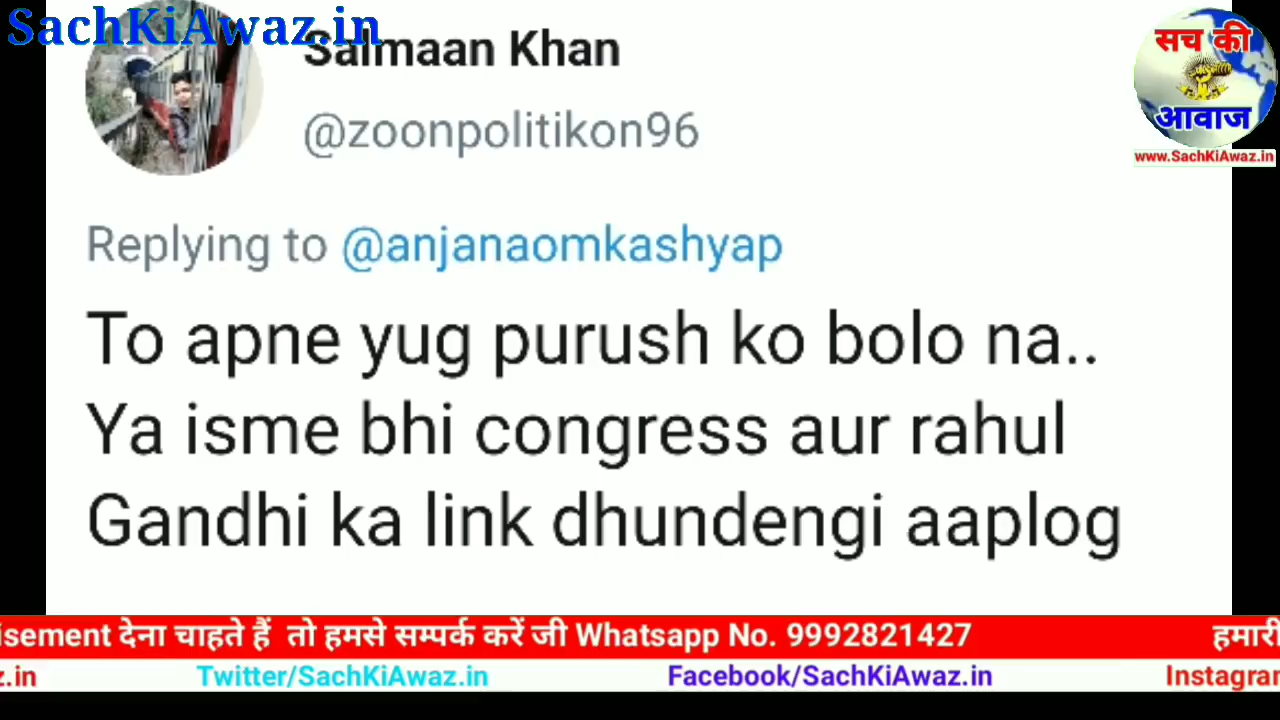 SachKiAwaz.in
Salmaan Khan
@zoonpolitikon96
सच की
आवाज
www.SachKiAwaz.in
Replying to @anjanaomkashyap
To apne yug purush ko bolo na..
Ya isme bhi congress aur rahul
Gandhi ka link dhundengi aaplog
isement देना चाहते हैं तो हमसे सम्पर्क करें जी Whatsapp No. 9992821427 हमारी
z.in Twitter/SachKiAwaz.in Facebook/SachKiAwaz.in Instagram